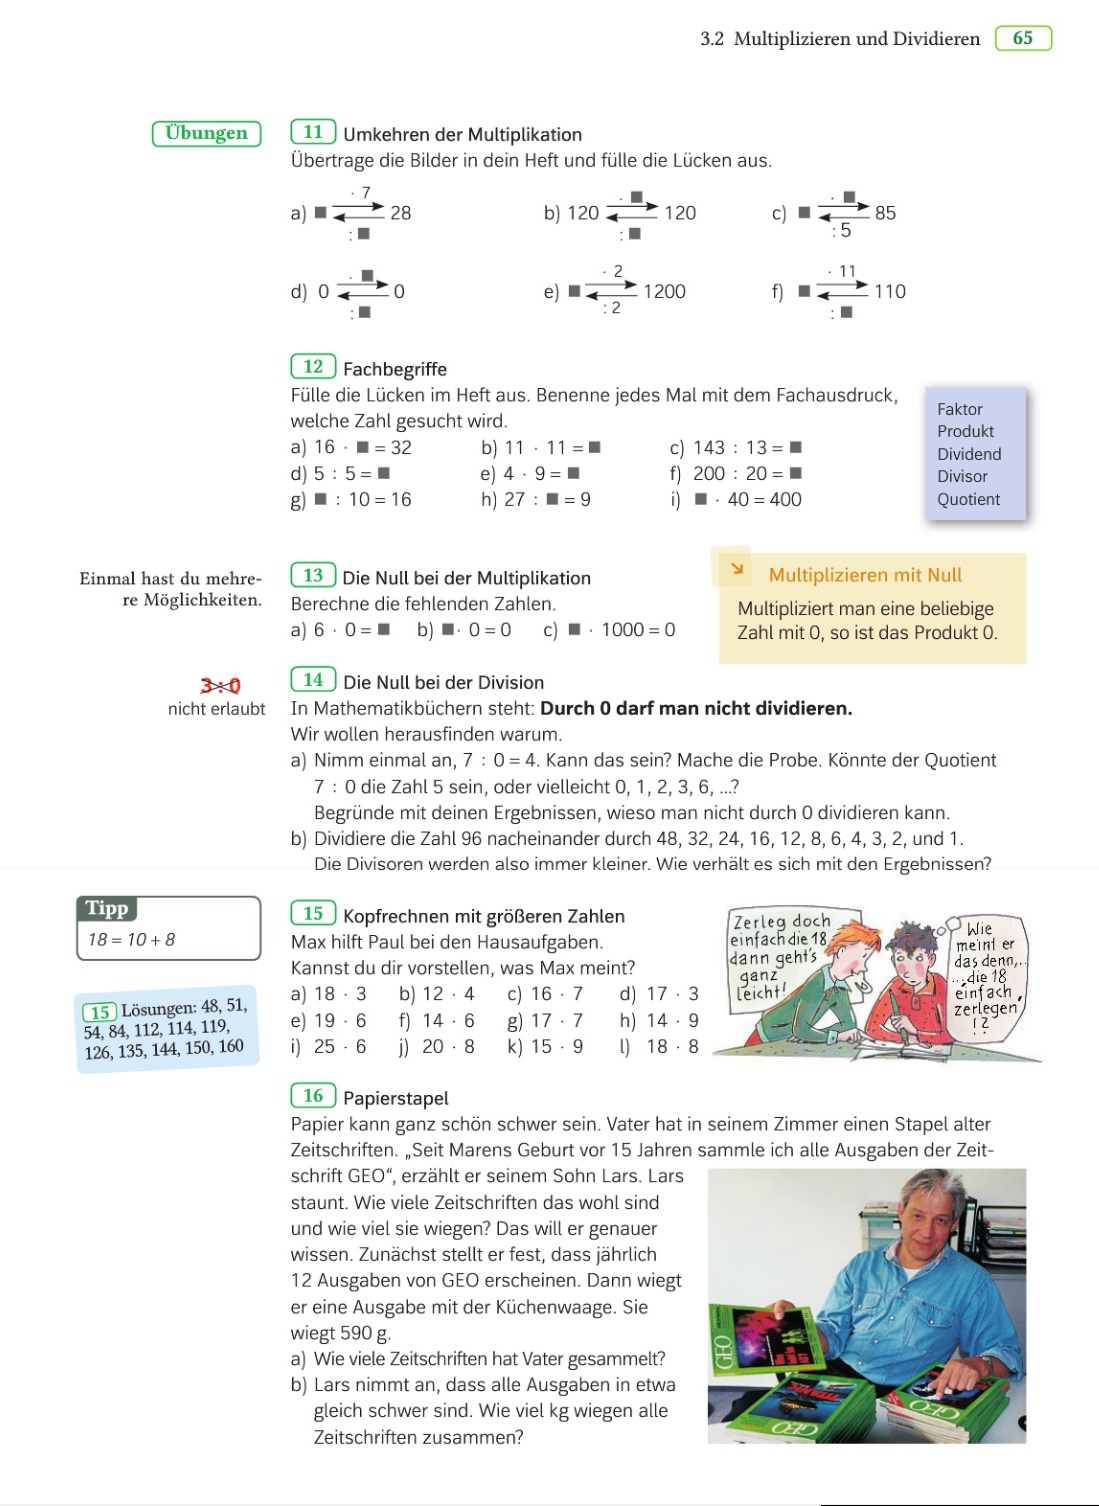 3.2 Multiplizieren und Dividieren 65
Übungen
11 Umkehren der Multiplikation
Übertrage die Bilder in dein Heft und fülle die Lücken aus.
· 7
a) ■ 28
: ■
· ■
b) 120 120
: ■
· ■
c) ■ 85
: 5
· ■
d) 0 0
: ■
· 2
e) ■ 1200
: 2
· 11
f) ■ 110
: ■
12 Fachbegriffe
Fülle die Lücken im Heft aus. Benenne jedes Mal mit dem Fachausdruck,
welche Zahl gesucht wird.
a) 16 · ■ = 32 b) 11 · 11 = ■ c) 143 : 13 = ■
d) 5 : 5 = ■ e) 4 · 9 = ■ f) 200 : 20 = ■
g) ■ : 10 = 16 h) 27 : ■ = 9 i) ■ · 40 = 400
Faktor
Produkt
Dividend
Divisor
Quotient
Einmal hast du mehre-
re Möglichkeiten.
13 Die Null bei der Multiplikation
Berechne die fehlenden Zahlen.
a) 6 · 0 = ■ b) ■ · 0 = 0 c) ■ · 1000 = 0
Multiplizieren mit Null
Multipliziert man eine beliebige
Zahl mit 0, so ist das Produkt 0.
3:0
nicht erlaubt
14 Die Null bei der Division
In Mathematikbüchern steht: Durch 0 darf man nicht dividieren.
Wir wollen herausfinden warum.
a) Nimm einmal an, 7 : 0 = 4. Kann das sein? Mache die Probe. Könnte der Quotient
7 : 0 die Zahl 5 sein, oder vielleicht 0, 1, 2, 3, 6, ...?
Begründe mit deinen Ergebnissen, wieso man nicht durch 0 dividieren kann.
b) Dividiere die Zahl 96 nacheinander durch 48, 32, 24, 16, 12, 8, 6, 4, 3, 2, und 1.
Die Divisoren werden also immer kleiner. Wie verhält es sich mit den Ergebnissen?
Tipp
18 = 10 + 8
15 Lösungen: 48, 51,
54, 84, 112, 114, 119,
126, 135, 144, 150, 160
15 Kopfrechnen mit größeren Zahlen
Max hilft Paul bei den Hausaufgaben.
Kannst du dir vorstellen, was Max meint?
a) 18 · 3 b) 12 · 4 c) 16 · 7 d) 17 · 3
e) 19 · 6 f) 14 · 6 g) 17 · 7 h) 14 · 9
i) 25 · 6 j) 20 · 8 k) 15 · 9 l) 18 · 8
Zerleg doch
einfach die 18
dann geht's
ganz
leicht!
Wie
meint er
das denn,..
...die 18
einfach
zerlegen
!?
16 Papierstapel
Papier kann ganz schön schwer sein. Vater hat in seinem Zimmer einen Stapel alter
Zeitschriften. „Seit Marens Geburt vor 15 Jahren sammle ich alle Ausgaben der Zeit-
schrift GEO“, erzählt er seinem Sohn Lars. Lars
staunt. Wie viele Zeitschriften das wohl sind
und wie viel sie wiegen? Das will er genauer
wissen. Zunächst stellt er fest, dass jährlich
12 Ausgaben von GEO erscheinen. Dann wiegt
er eine Ausgabe mit der Küchenwaage. Sie
wiegt 590 g.
a) Wie viele Zeitschriften hat Vater gesammelt?
b) Lars nimmt an, dass alle Ausgaben in etwa
gleich schwer sind. Wie viel kg wiegen alle
Zeitschriften zusammen?
GEO
GEO
GEO